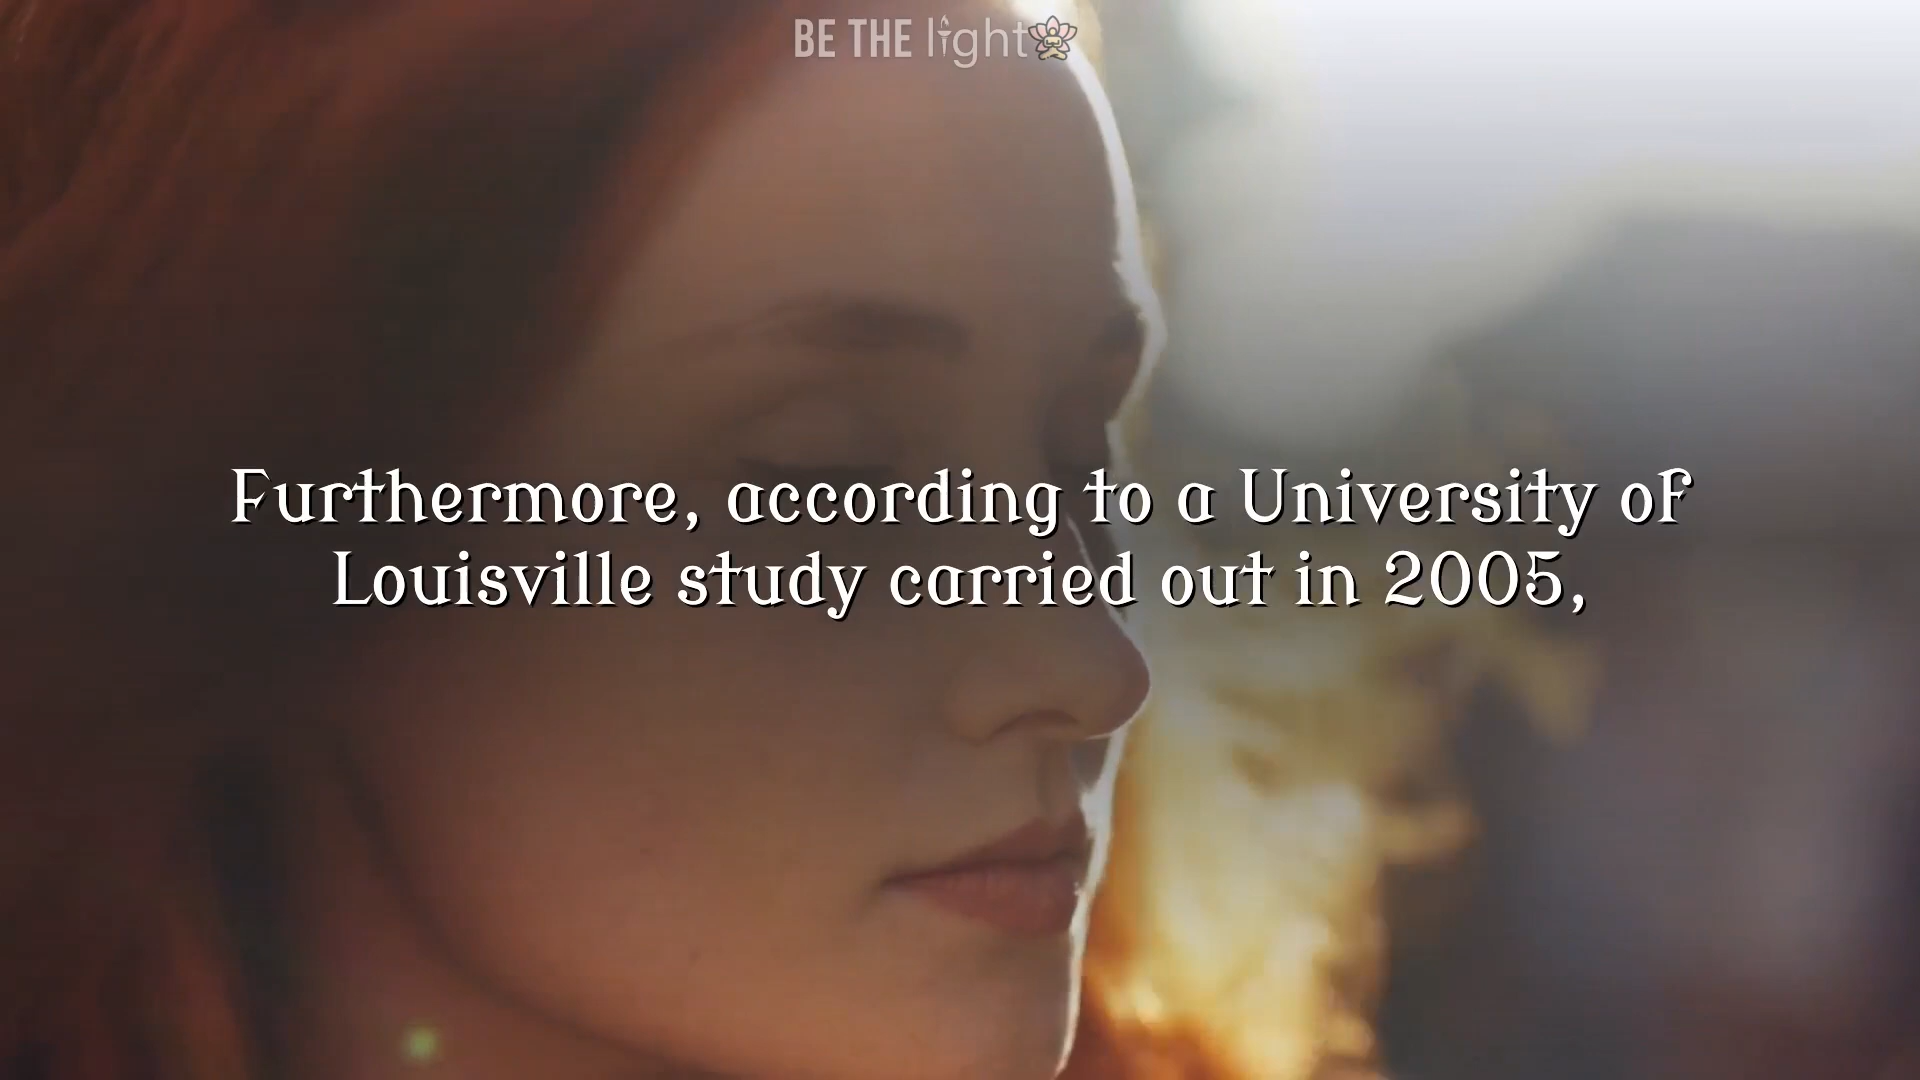 BE THE light
Furthermore, according to a University of
Louisville study carried out in 2005,